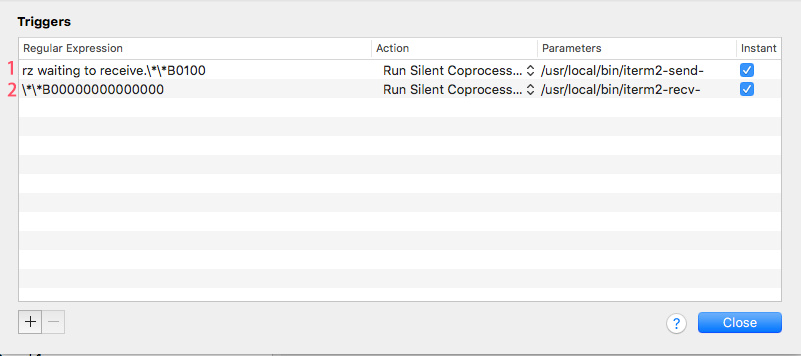 Triggers
Regular Expression Action Parameters Instant
1 rz waiting to receive.\*\*B0100 Run Silent Coprocess... /usr/local/bin/iterm2-send-
2 \*\*B00000000000000 Run Silent Coprocess... /usr/local/bin/iterm2-recv-
+ − ? Close